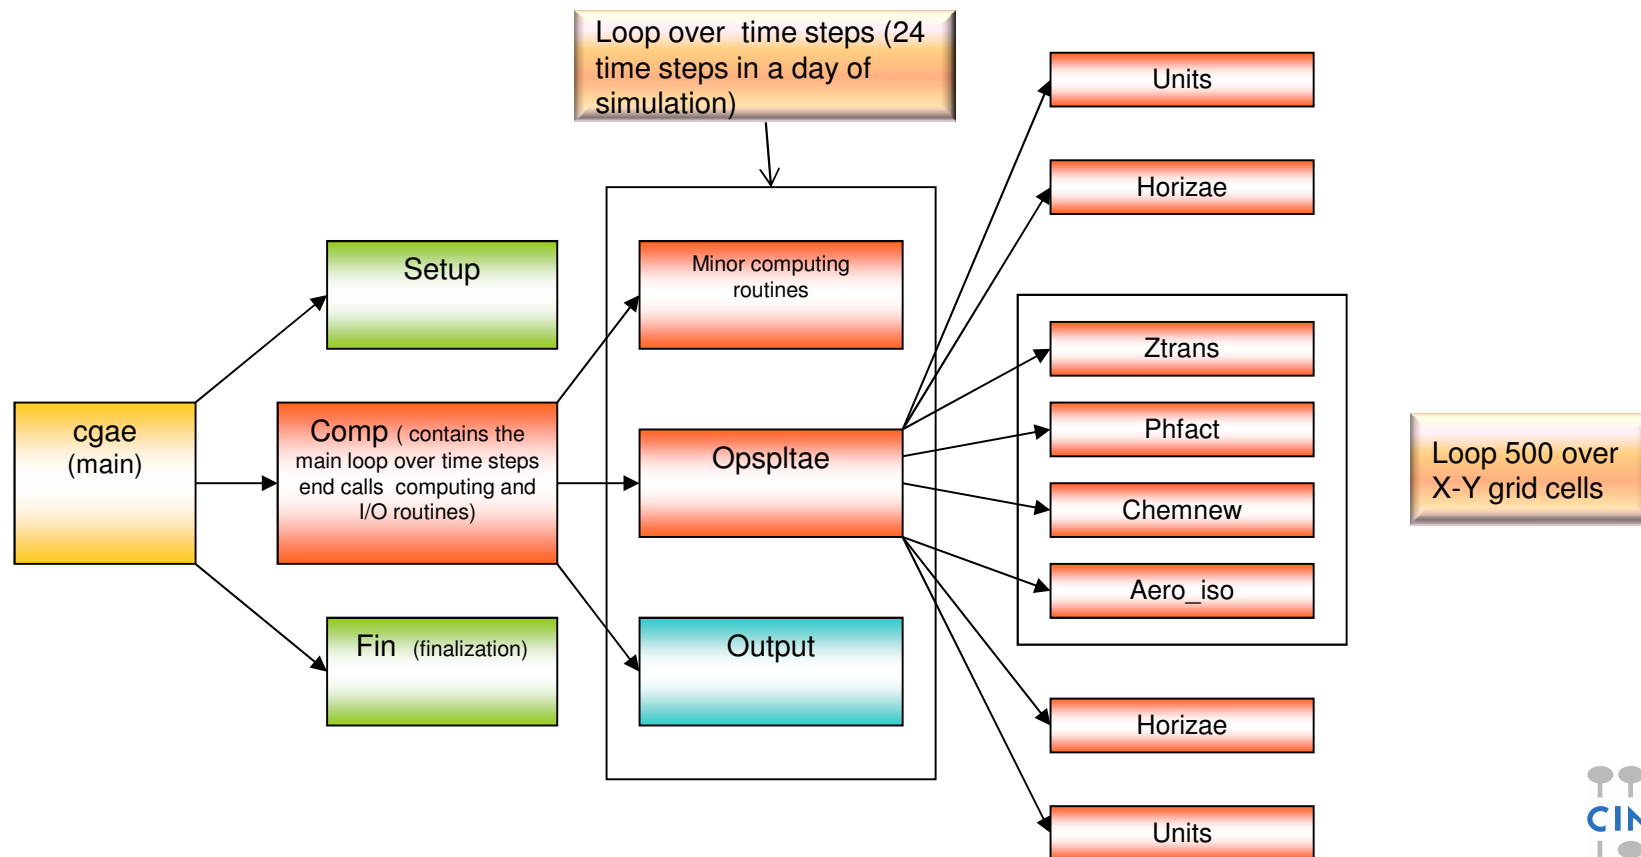 Loop over time steps (24
time steps in a day of
simulation)
Units
Horizae
Setup
Minor computing
routines
Ztrans
cgae
(main)
Comp ( contains the
main loop over time steps
end calls computing and
I/O routines)
Opspltae
Phfact
Chemnew
Aero_iso
Loop 500 over
X-Y grid cells
Fin (finalization)
Output
Horizae
Units
CIN